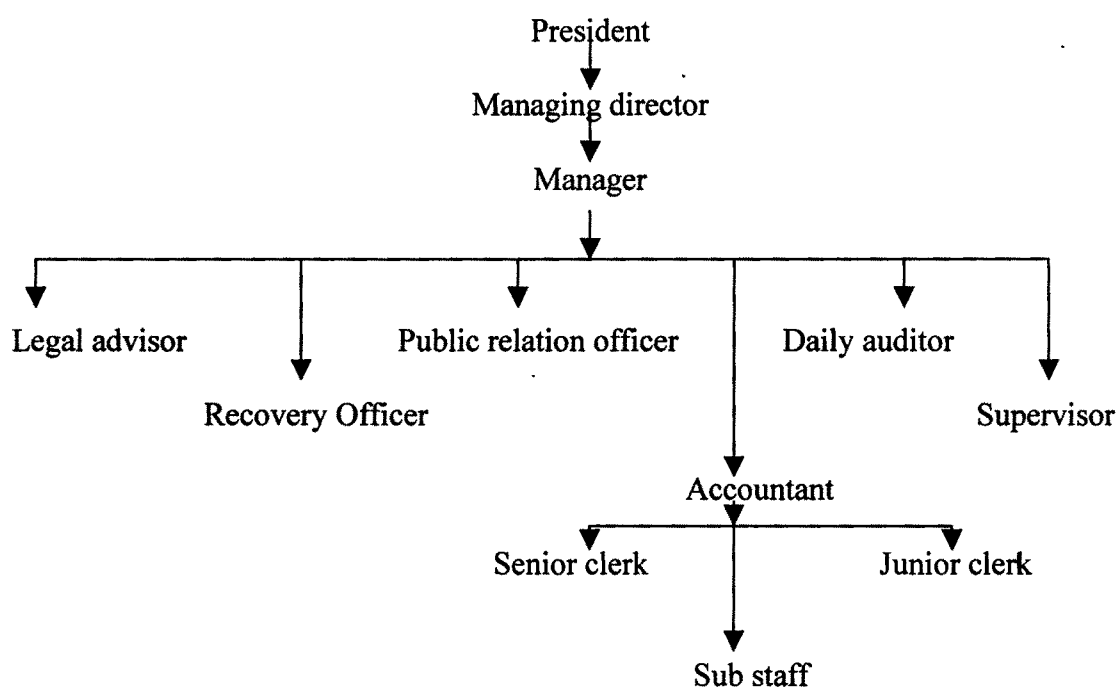 President
Managing director
Manager
Legal advisor Public relation officer Daily auditor
Recovery Officer Supervisor
Accountant
Senior clerk Junior clerk
Sub staff